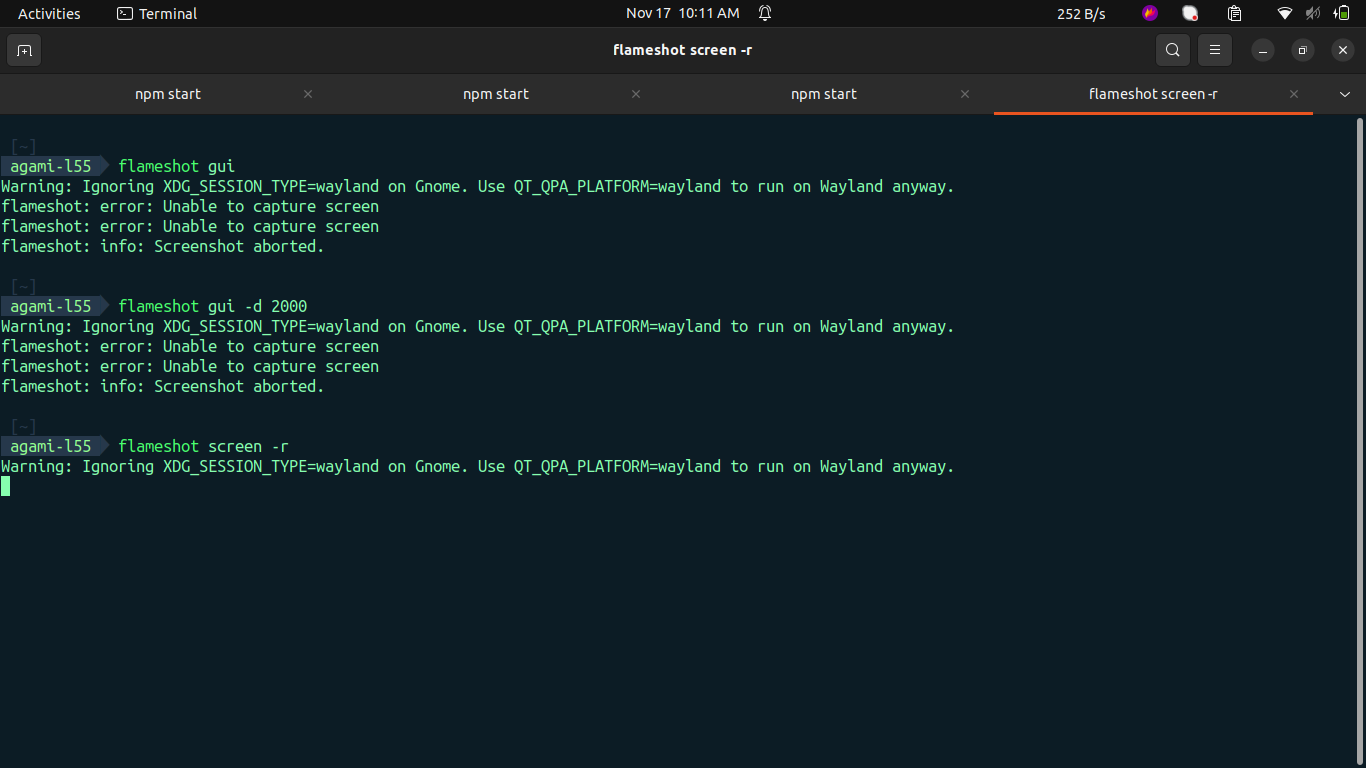 Activities Terminal Nov 17 10:11 AM 252 B/s
flameshot screen -r
npm start npm start npm start flameshot screen -r
[~]
agami-l55 flameshot gui
Warning: Ignoring XDG_SESSION_TYPE=wayland on Gnome. Use QT_QPA_PLATFORM=wayland to run on Wayland anyway.
flameshot: error: Unable to capture screen
flameshot: error: Unable to capture screen
flameshot: info: Screenshot aborted.
[~]
agami-l55 flameshot gui -d 2000
Warning: Ignoring XDG_SESSION_TYPE=wayland on Gnome. Use QT_QPA_PLATFORM=wayland to run on Wayland anyway.
flameshot: error: Unable to capture screen
flameshot: error: Unable to capture screen
flameshot: info: Screenshot aborted.
[~]
agami-l55 flameshot screen -r
Warning: Ignoring XDG_SESSION_TYPE=wayland on Gnome. Use QT_QPA_PLATFORM=wayland to run on Wayland anyway.